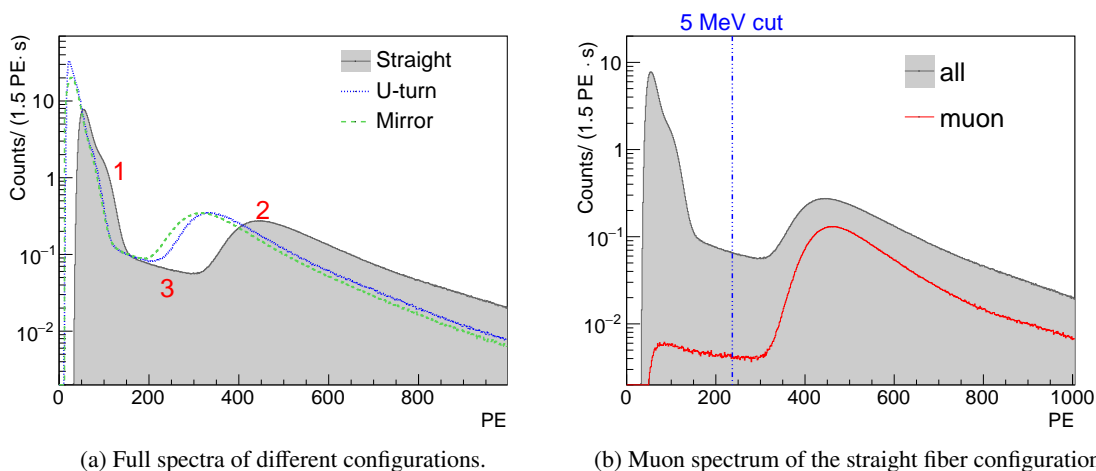 5 MeV cut
Counts/ (1.5 PE· s)
10
1
10⁻¹
10⁻²
Straight
U-turn
Mirror
1
2
3
0 200 400 600 800
PE
Counts/ (1.5 PE · s)
10
1
10⁻¹
10⁻²
all
muon
0 200 400 600 800 1000
PE
(a) Full spectra of different configurations.
(b) Muon spectrum of the straight fiber configuration